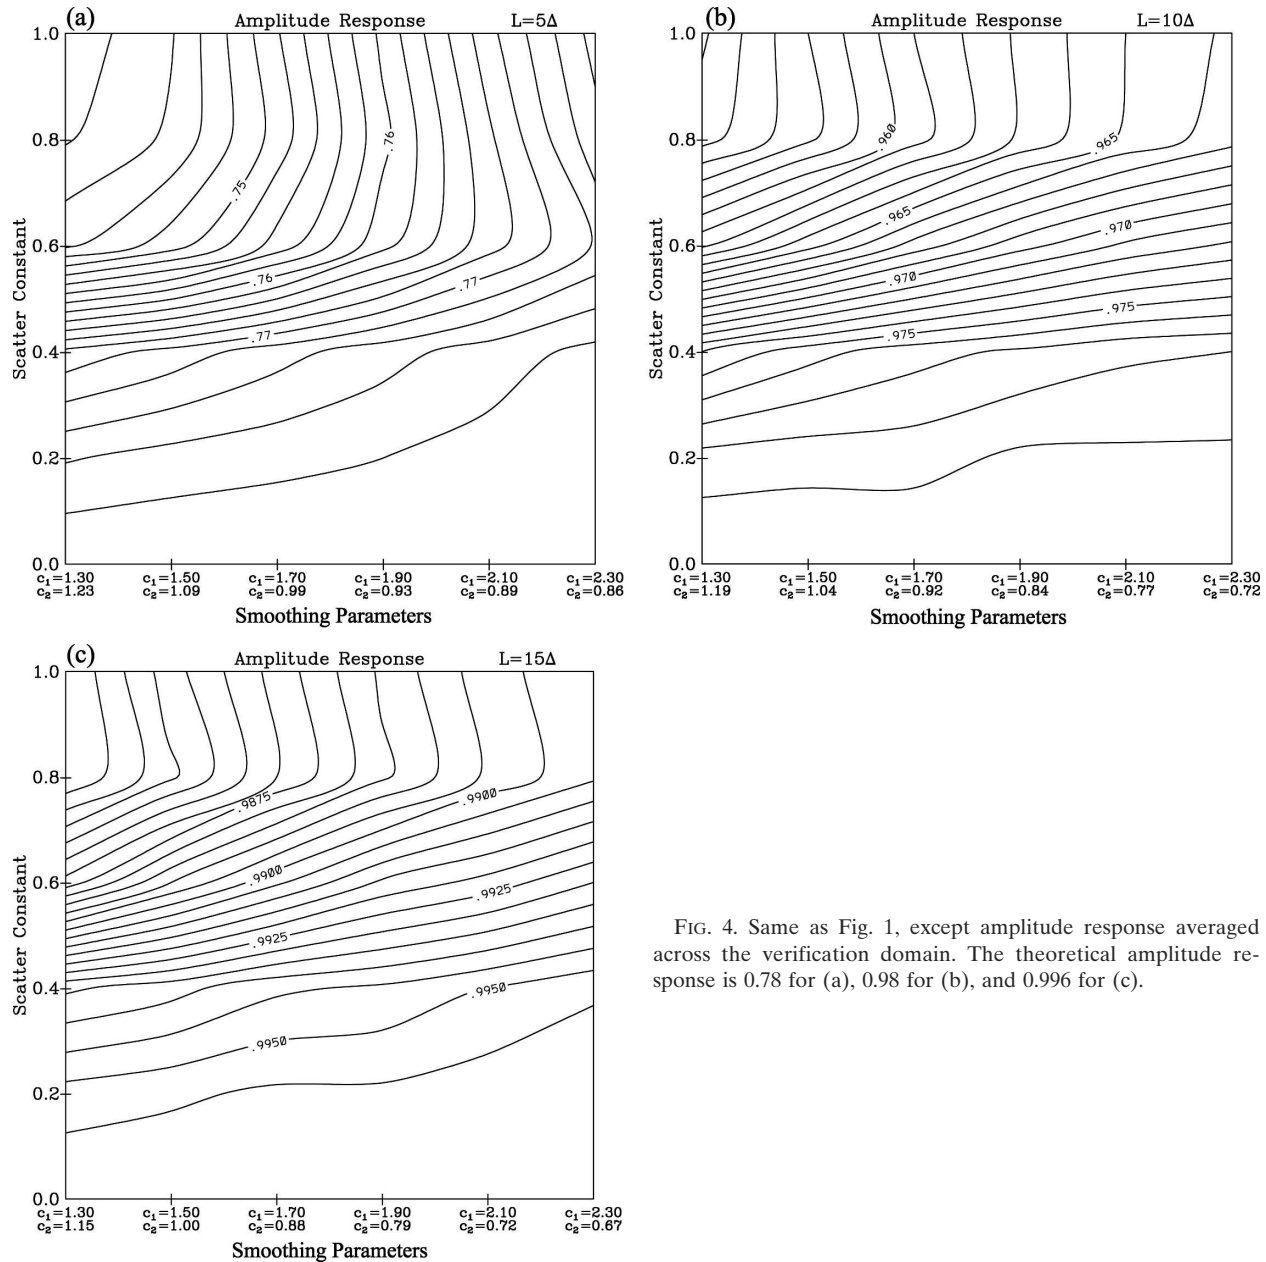 (a) Amplitude Response L=5Δ
1.0
0.8
0.6
0.4
0.2
0.0
Scatter Constant
.76
.75
.76
.77
.77
c₁=1.30 c₁=1.50 c₁=1.70 c₁=1.90 c₁=2.10 c₁=2.30
c₂=1.23 c₂=1.09 c₂=0.99 c₂=0.93 c₂=0.89 c₂=0.86
Smoothing Parameters
(b) Amplitude Response L=10Δ
1.0
0.8
0.6
0.4
0.2
0.0
Scatter Constant
.960
.965
.965
.970
.970
.975
.975
c₁=1.30 c₁=1.50 c₁=1.70 c₁=1.90 c₁=2.10 c₁=2.30
c₂=1.19 c₂=1.04 c₂=0.92 c₂=0.84 c₂=0.77 c₂=0.72
Smoothing Parameters
(c) Amplitude Response L=15Δ
1.0
0.8
0.6
0.4
0.2
0.0
Scatter Constant
.9875
.9900
.9900
.9925
.9925
.9950
.9950
c₁=1.30 c₁=1.50 c₁=1.70 c₁=1.90 c₁=2.10 c₁=2.30
c₂=1.15 c₂=1.00 c₂=0.88 c₂=0.79 c₂=0.72 c₂=0.67
Smoothing Parameters
FIG. 4. Same as Fig. 1, except amplitude response averaged
across the verification domain. The theoretical amplitude re-
sponse is 0.78 for (a), 0.98 for (b), and 0.996 for (c).